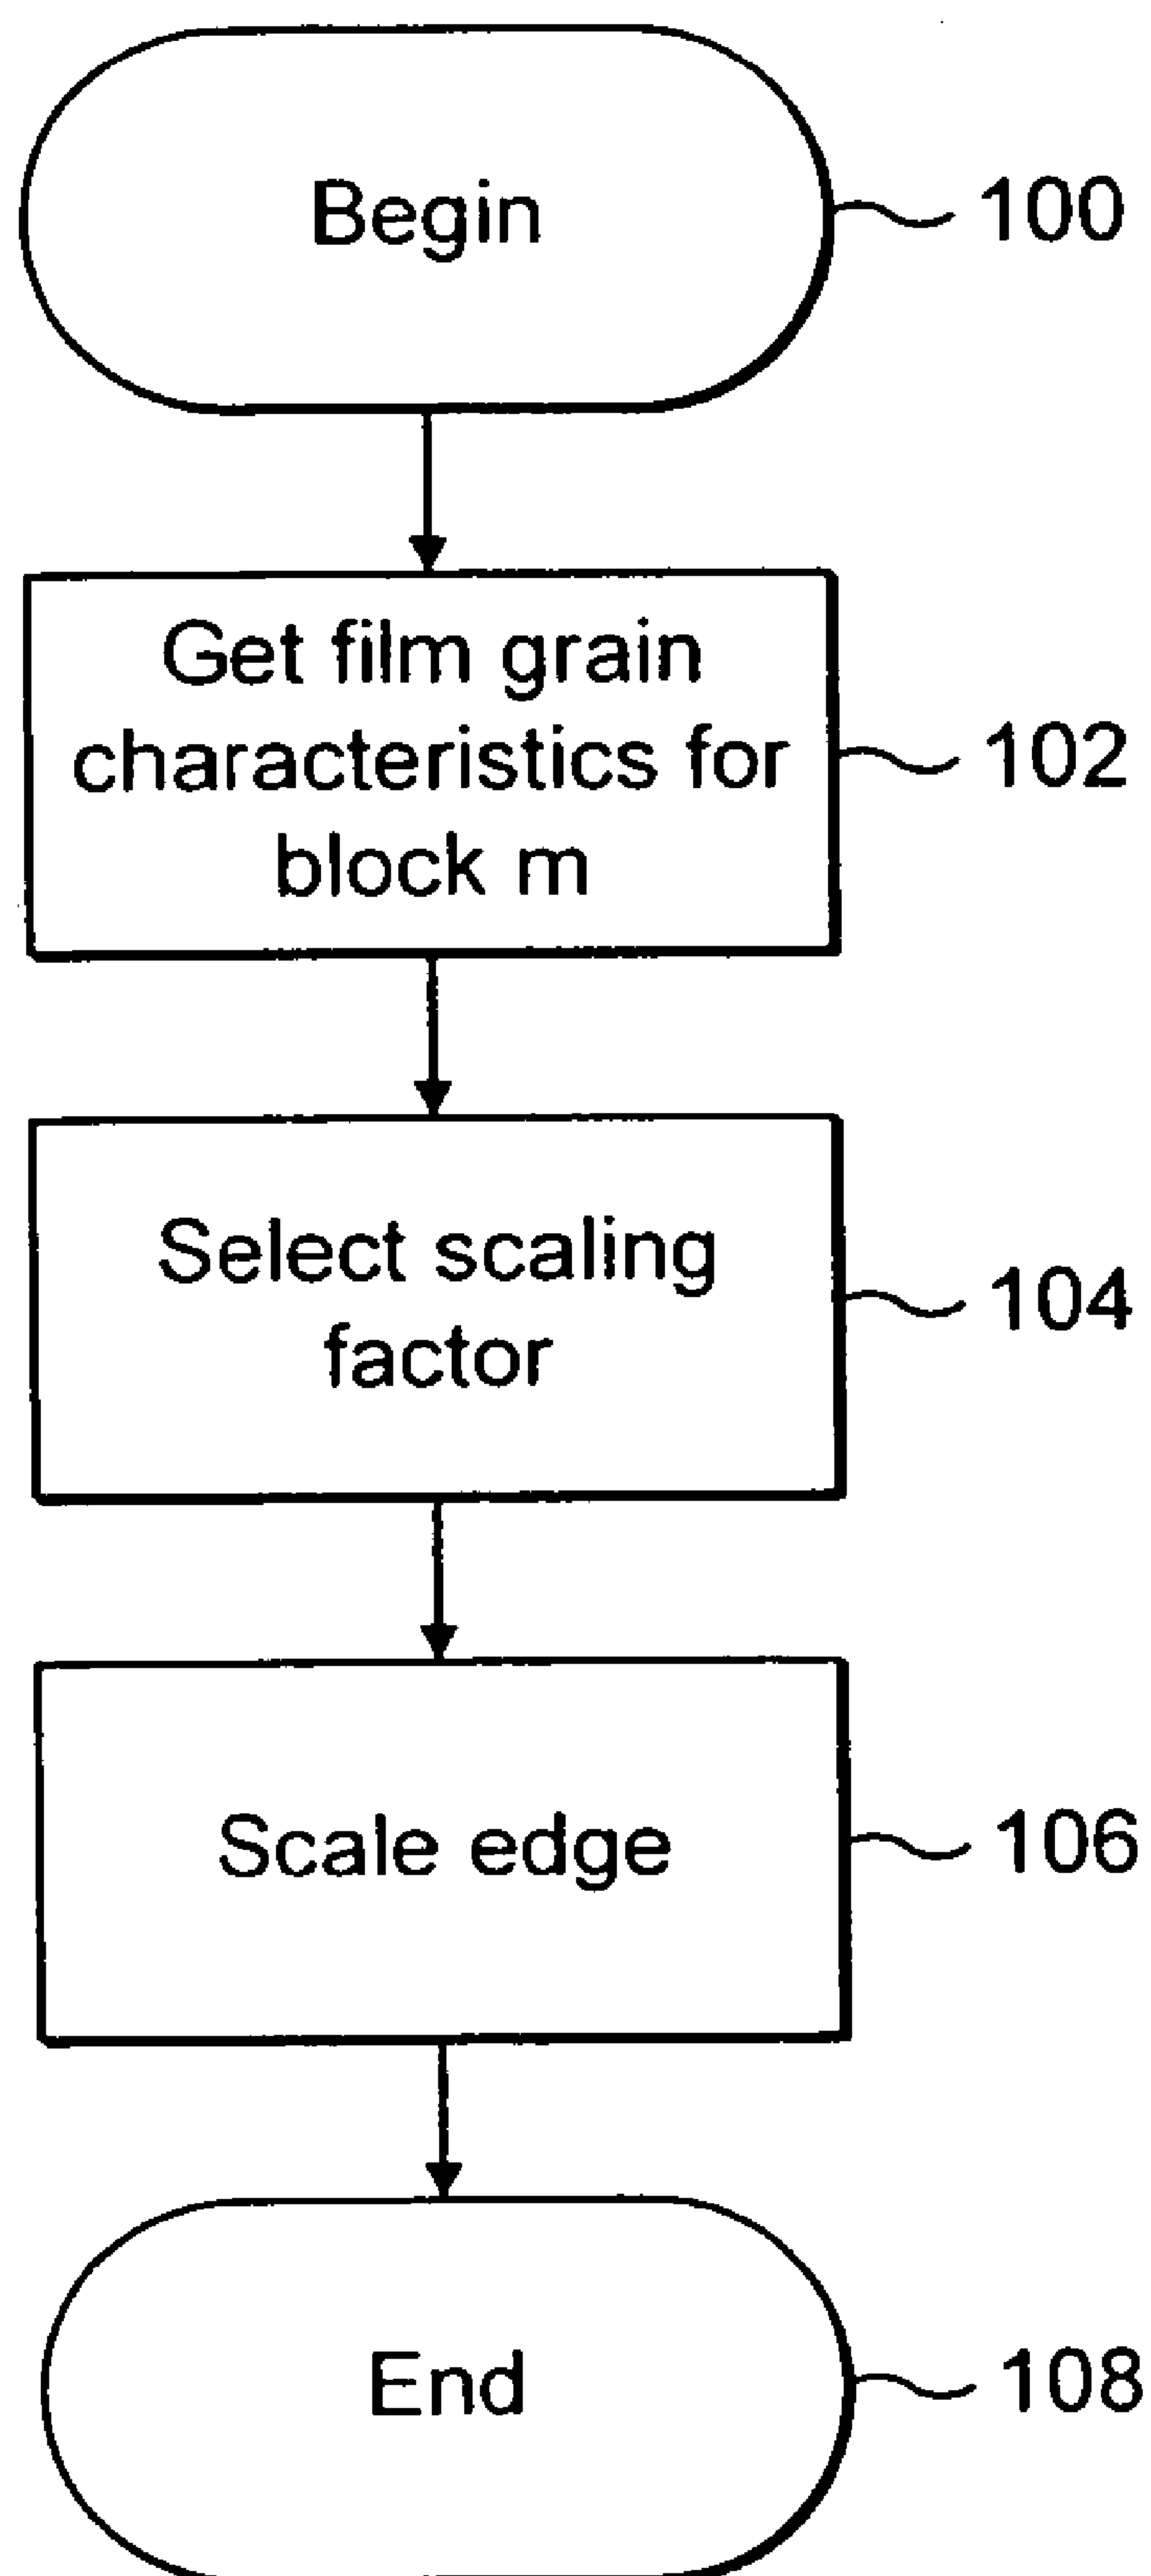 Begin
100
Get film grain
characteristics for
block m
102
Select scaling
factor
104
Scale edge
106
End
108